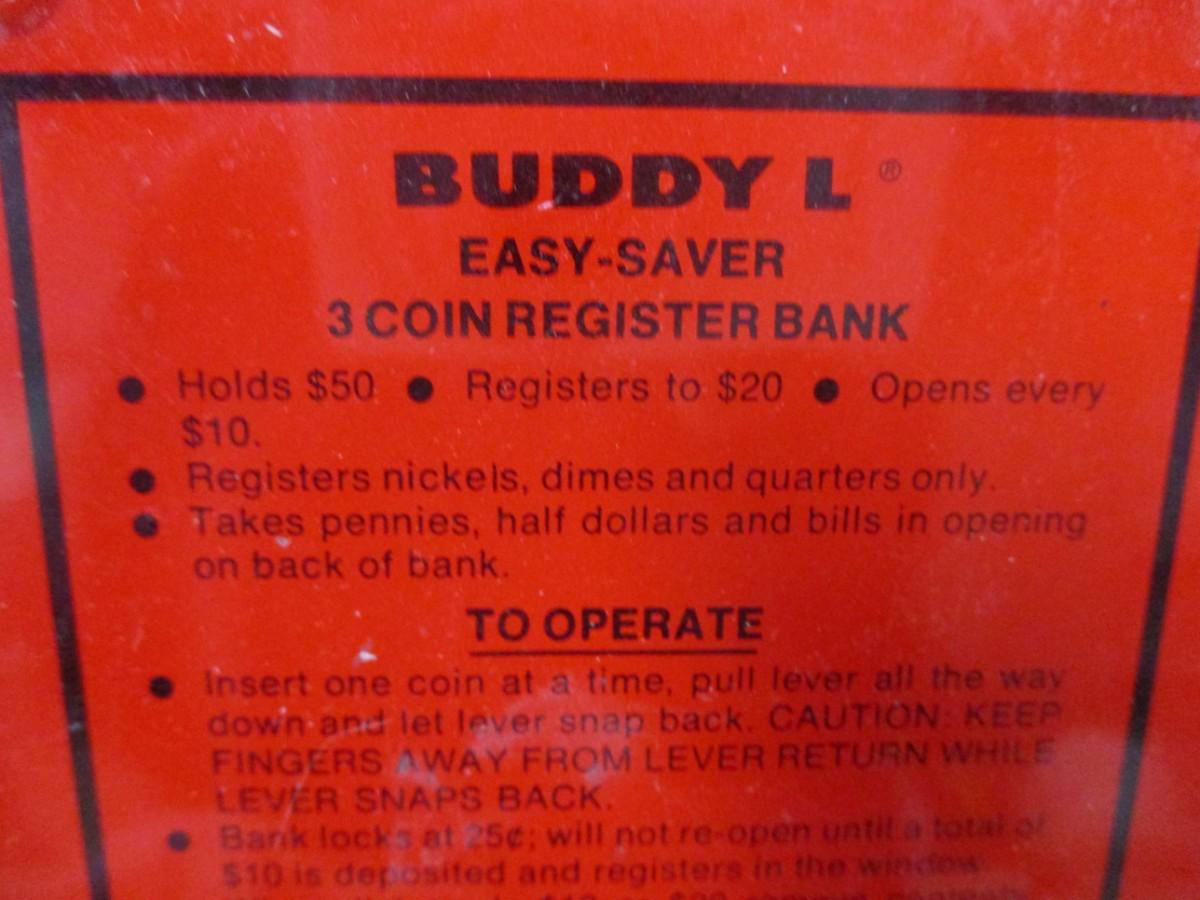 BUDDY L ®
EASY-SAVER
3 COIN REGISTER BANK
● Holds $50 ● Registers to $20 ● Opens every
$10.
● Registers nickels, dimes and quarters only.
● Takes pennies, half dollars and bills in opening
on back of bank.
TO OPERATE
● Insert one coin at a time, pull lever all the way
down and let lever snap back. CAUTION: KEEP
FINGERS AWAY FROM LEVER RETURN WHILE
LEVER SNAPS BACK.
● Bank locks at 25¢; will not re-open until a total of
$10 is deposited and registers in the window.